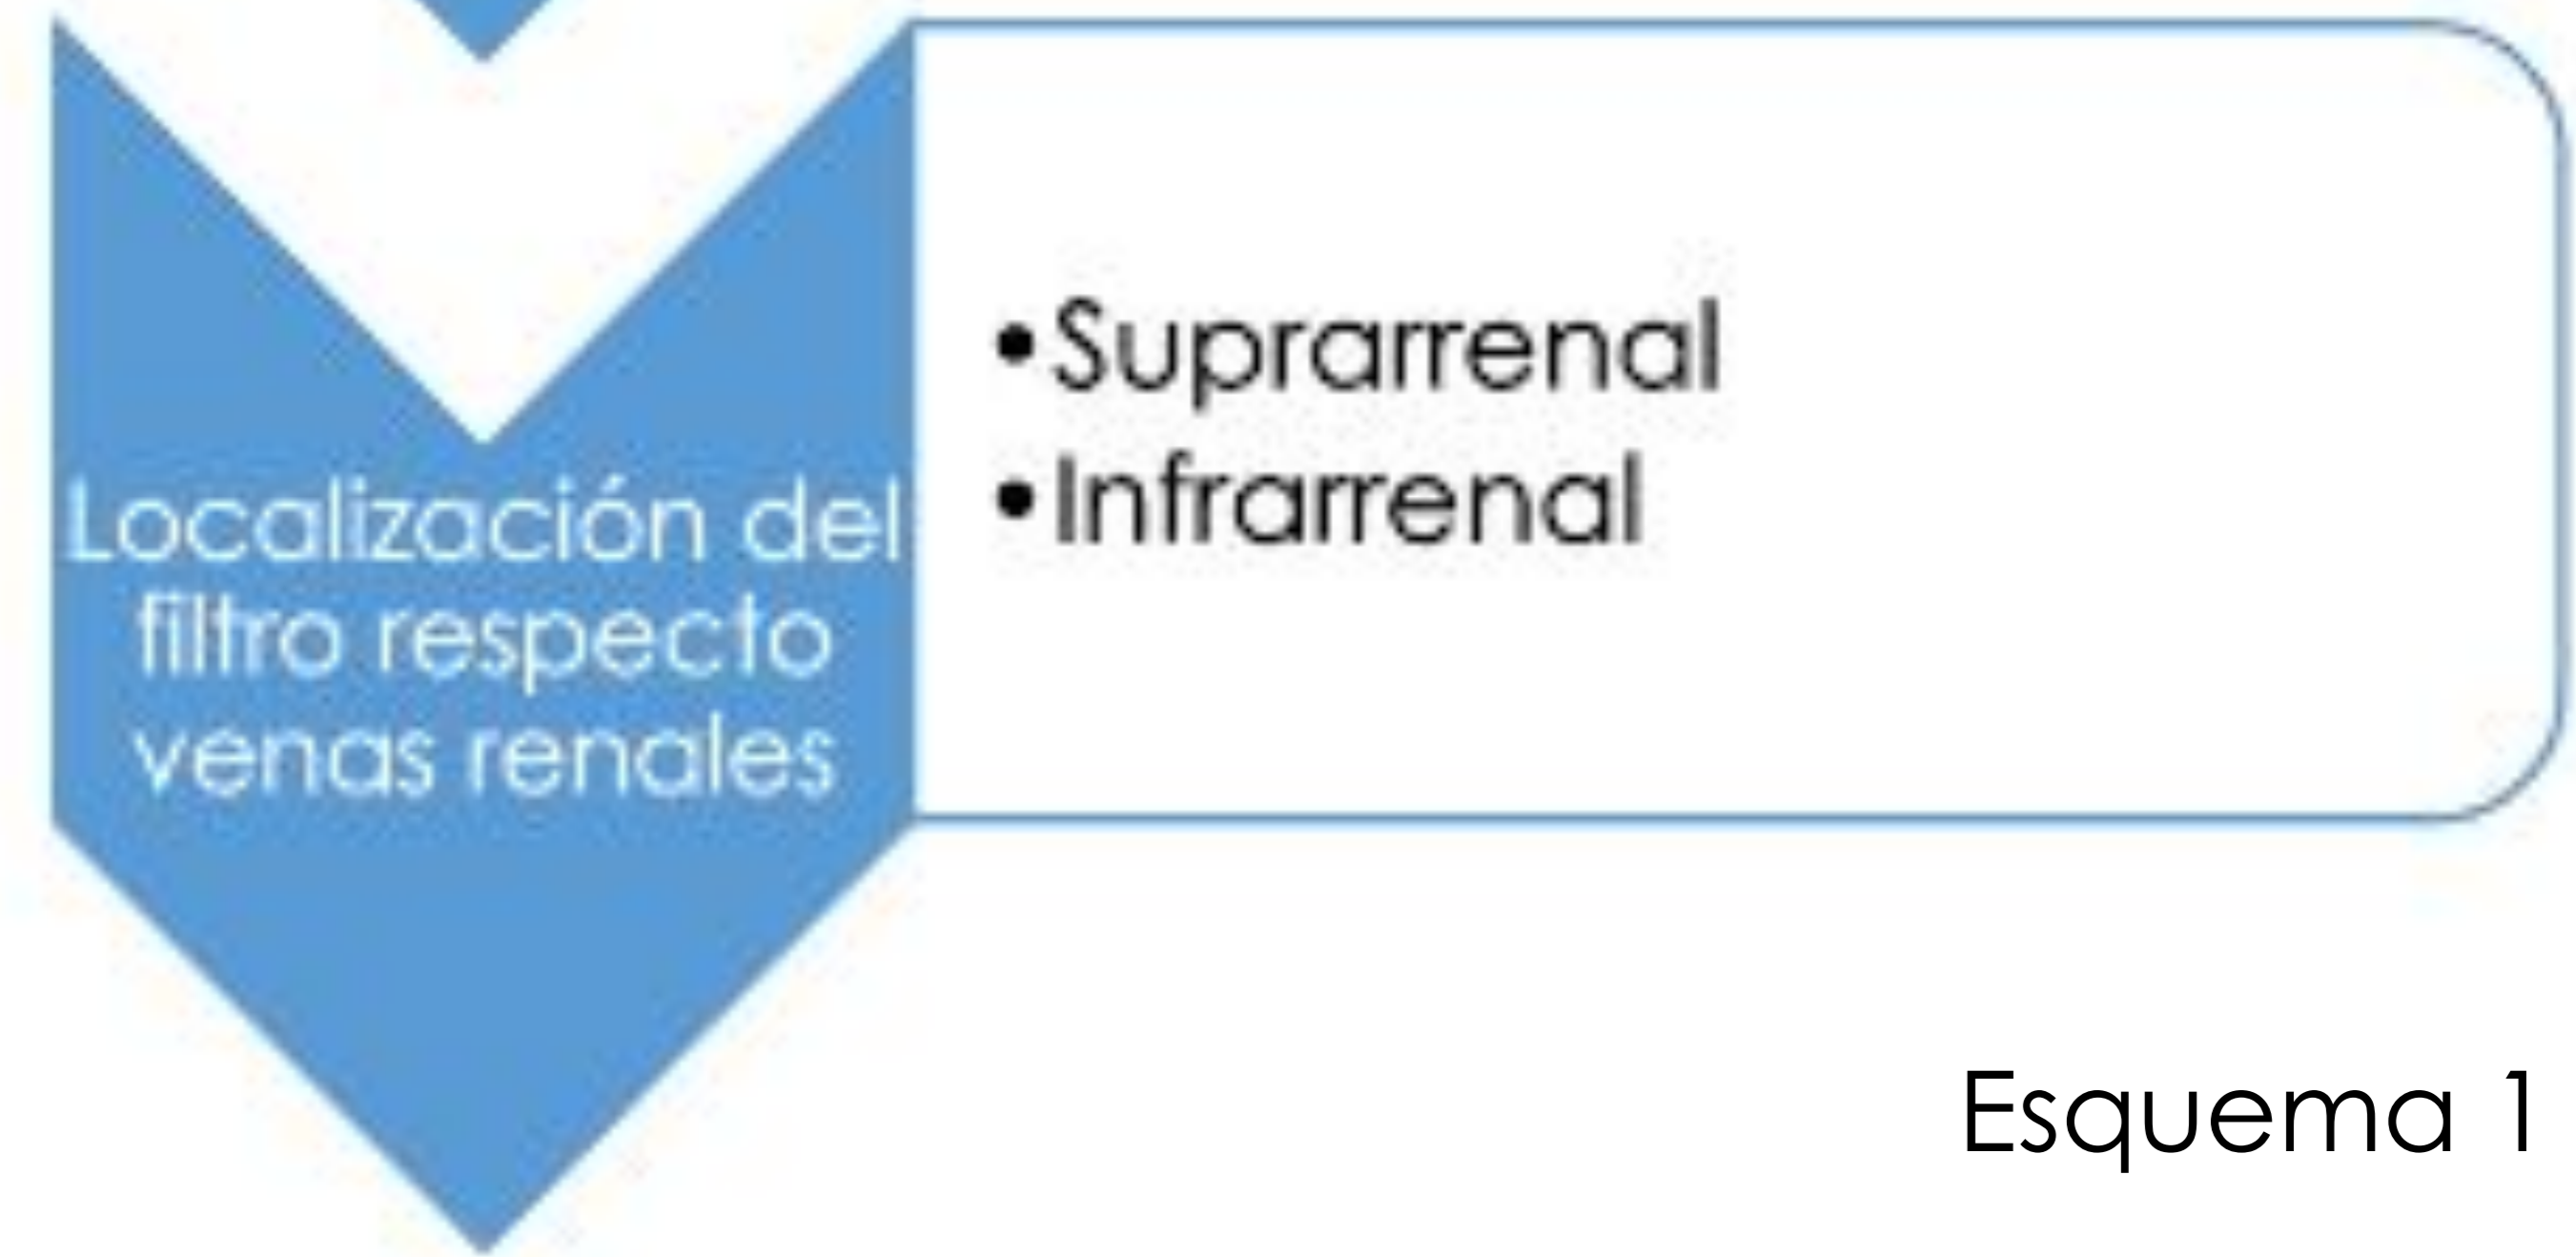 Localización del
filtro respecto
venas renales
•Suprarrenal
•Infrarrenal
Esquema 1